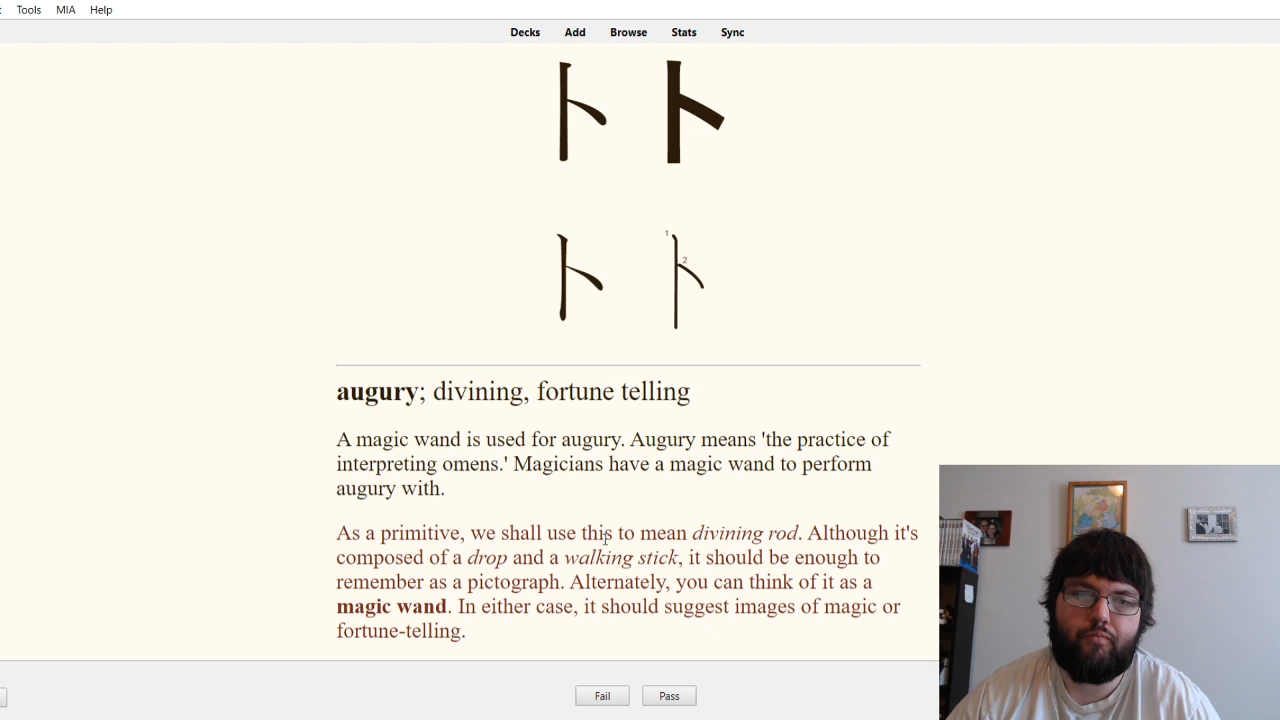 Tools MIA Help
Decks Add Browse Stats Sync
卜 卜
卜 卜
1
2
augury; divining, fortune telling
A magic wand is used for augury. Augury means 'the practice of
interpreting omens.' Magicians have a magic wand to perform
augury with.
As a primitive, we shall use this to mean divining rod. Although it's
composed of a drop and a walking stick, it should be enough to
remember as a pictograph. Alternately, you can think of it as a
magic wand. In either case, it should suggest images of magic or
fortune-telling.
Fail Pass